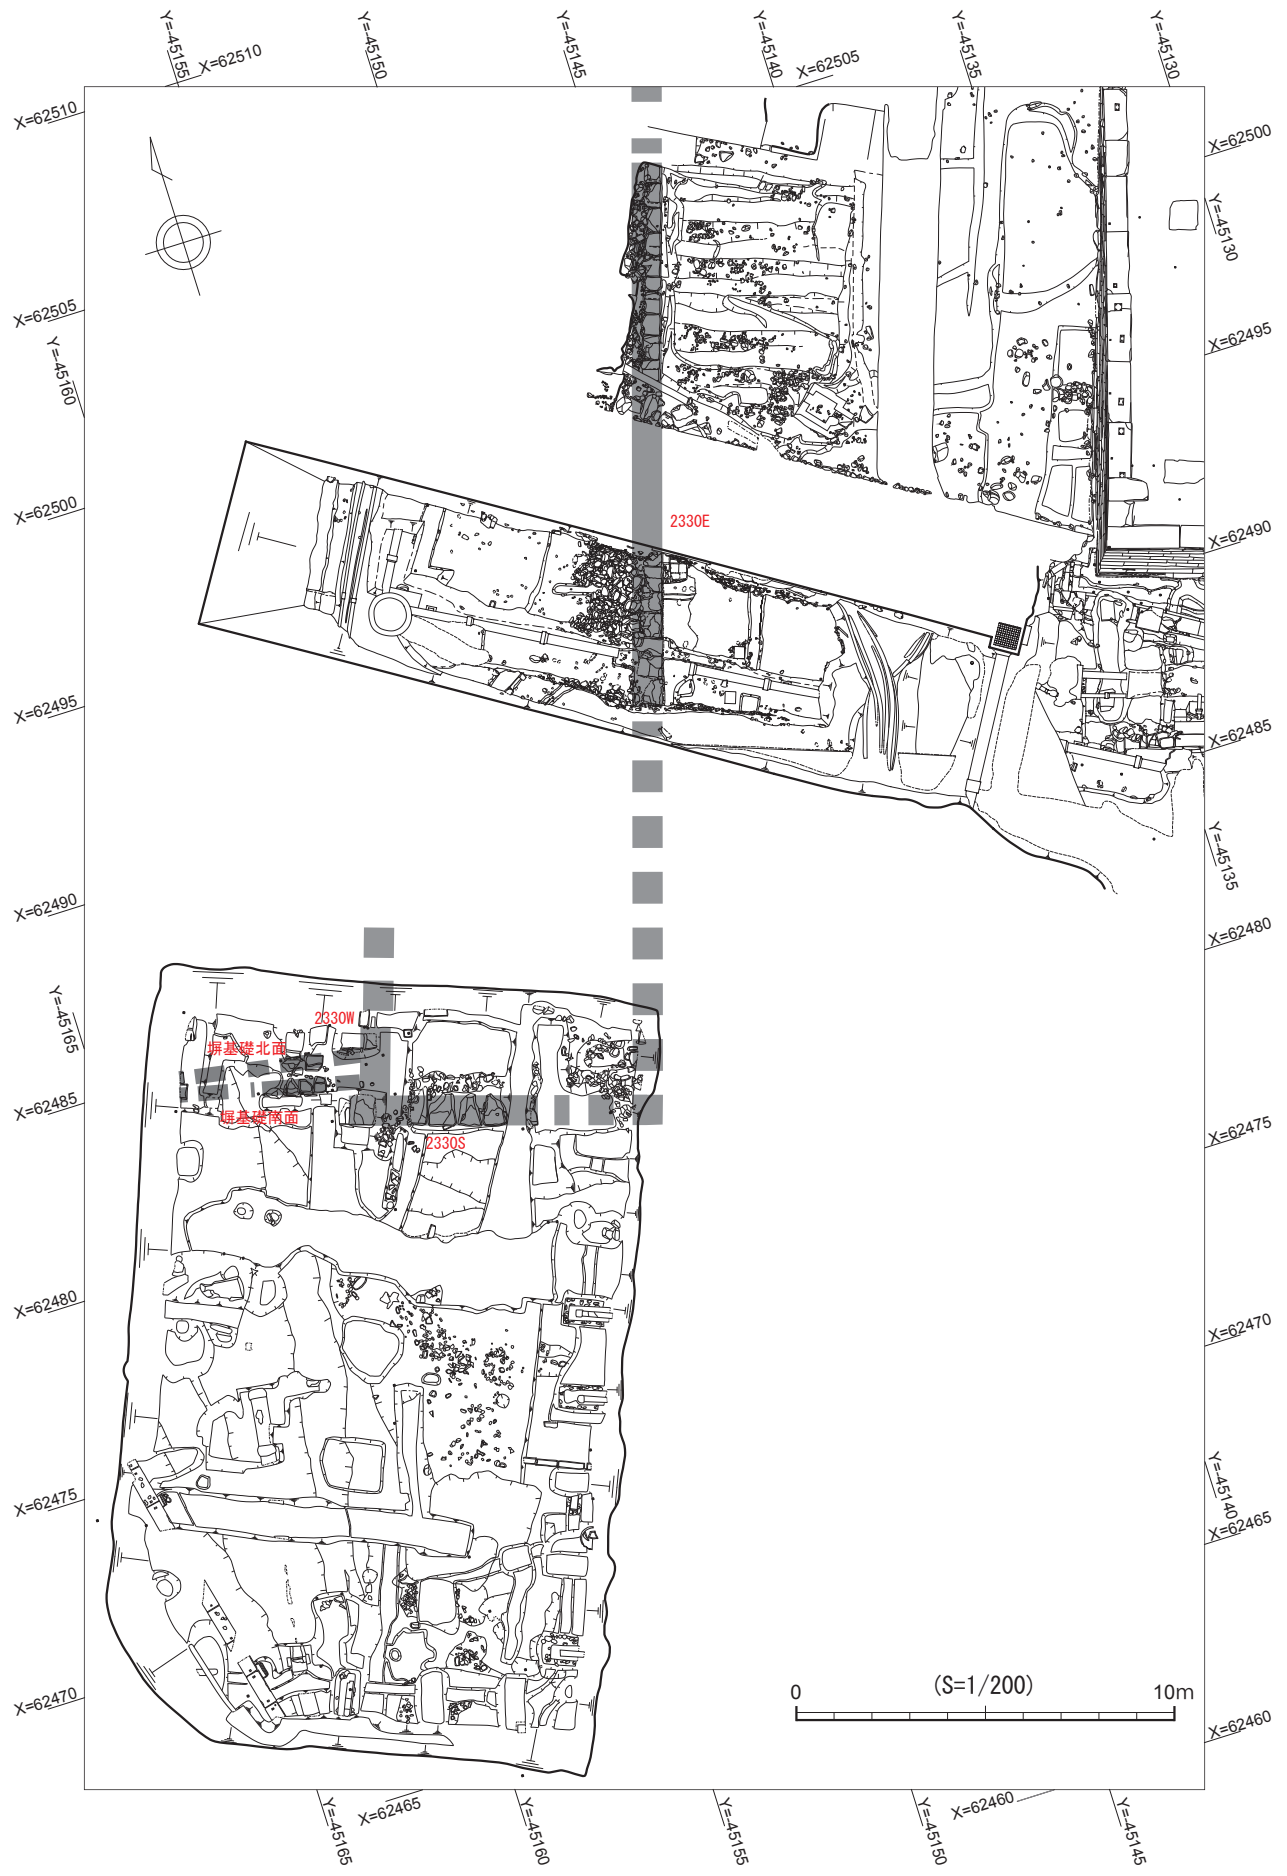 Y=-45155
X=62510
Y=-45150
Y=-45145
Y=-45140
X=62505
Y=-45135
Y=-45130
X=62510
X=62500
Y=-45130
X=62505
X=62495
Y=-45160
X=62500
2330E
X=62490
X=62495
X=62485
Y=-45135
X=62490
X=62480
Y=-45165
2330W
塀基礎北面
X=62485
塀基礎南面
2330S
X=62475
X=62480
X=62470
Y=-45140
X=62475
X=62465
X=62470
0
(S=1/200)
10m
X=62460
Y=-45165
X=62465
Y=-45160
Y=-45155
Y=-45150
X=62460
Y=-45145